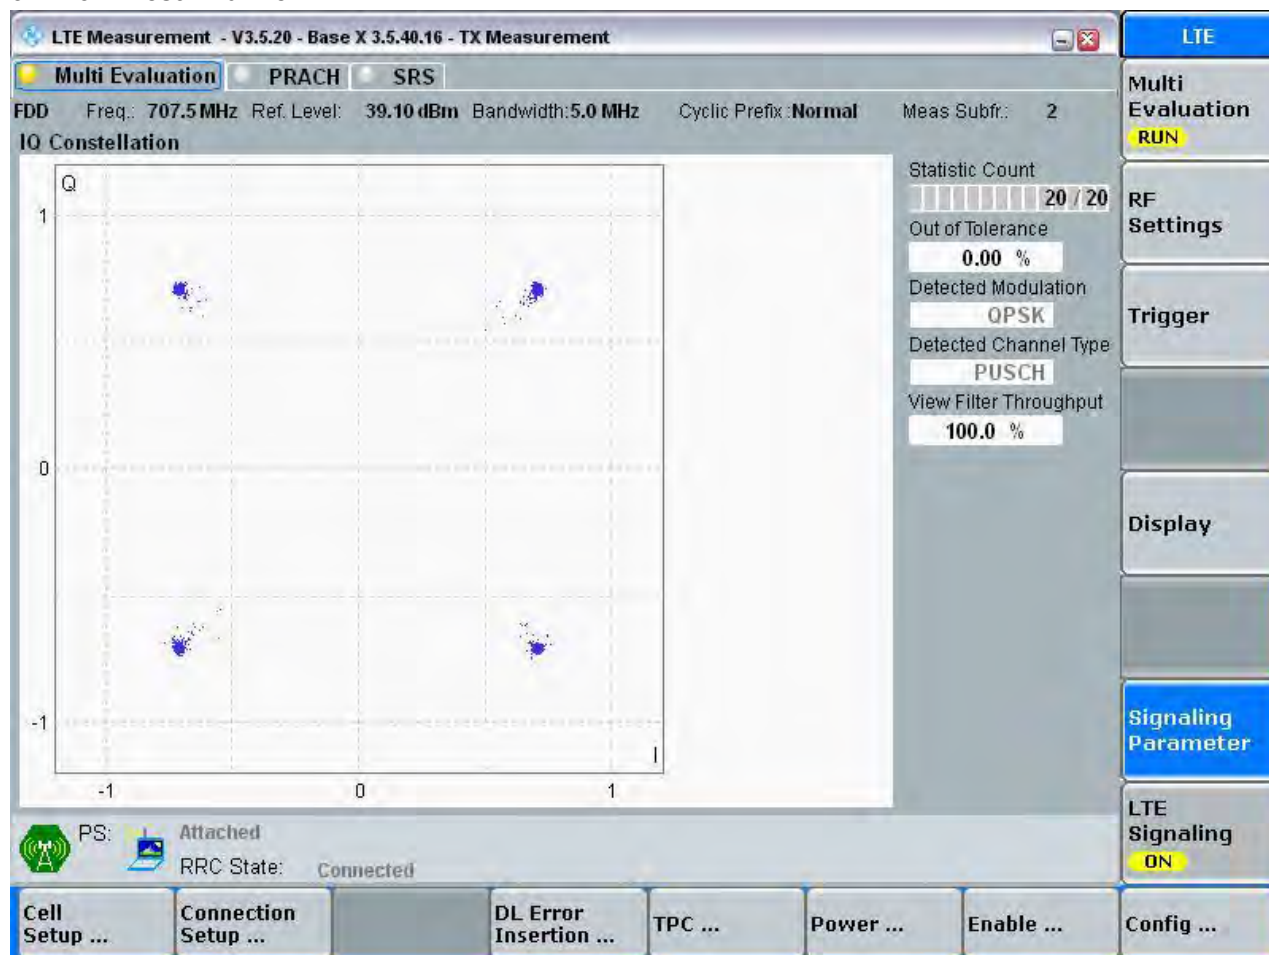 LTE Measurement - V3.5.20 - Base X 3.5.40.16 - TX Measurement
LTE
Multi Evaluation PRACH SRS
FDD Freq.: 707.5 MHz Ref. Level: 39.10 dBm Bandwidth: 5.0 MHz Cyclic Prefix : Normal Meas Subfr.: 2
IQ Constellation
Q
1
0
-1
I
-1 0 1
Statistic Count
20 / 20
Out of Tolerance
0.00 %
Detected Modulation
QPSK
Detected Channel Type
PUSCH
View Filter Throughput
100.0 %
Multi
Evaluation
RUN
RF
Settings
Trigger
Display
Signaling
Parameter
LTE
Signaling
ON
PS: Attached
RRC State: Connected
Cell
Setup ...
Connection
Setup ...
DL Error
Insertion ...
TPC ...
Power ...
Enable ...
Config ...